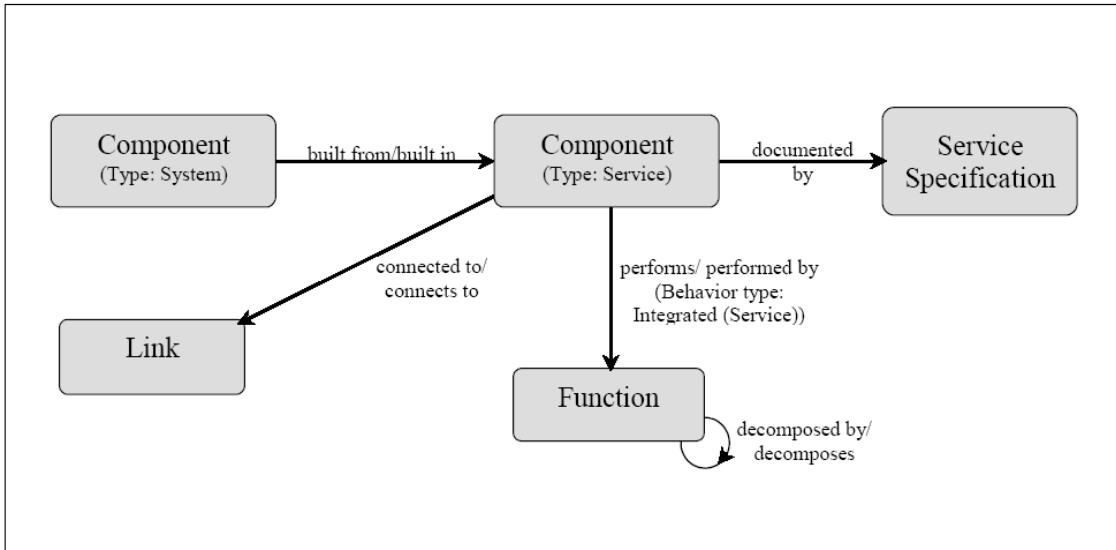 Component
(Type: System)
built from/built in
Component
(Type: Service)
documented
by
Service
Specification
connected to/
connects to
performs/ performed by
(Behavior type:
Integrated (Service))
Link
Function
decomposed by/
decomposes